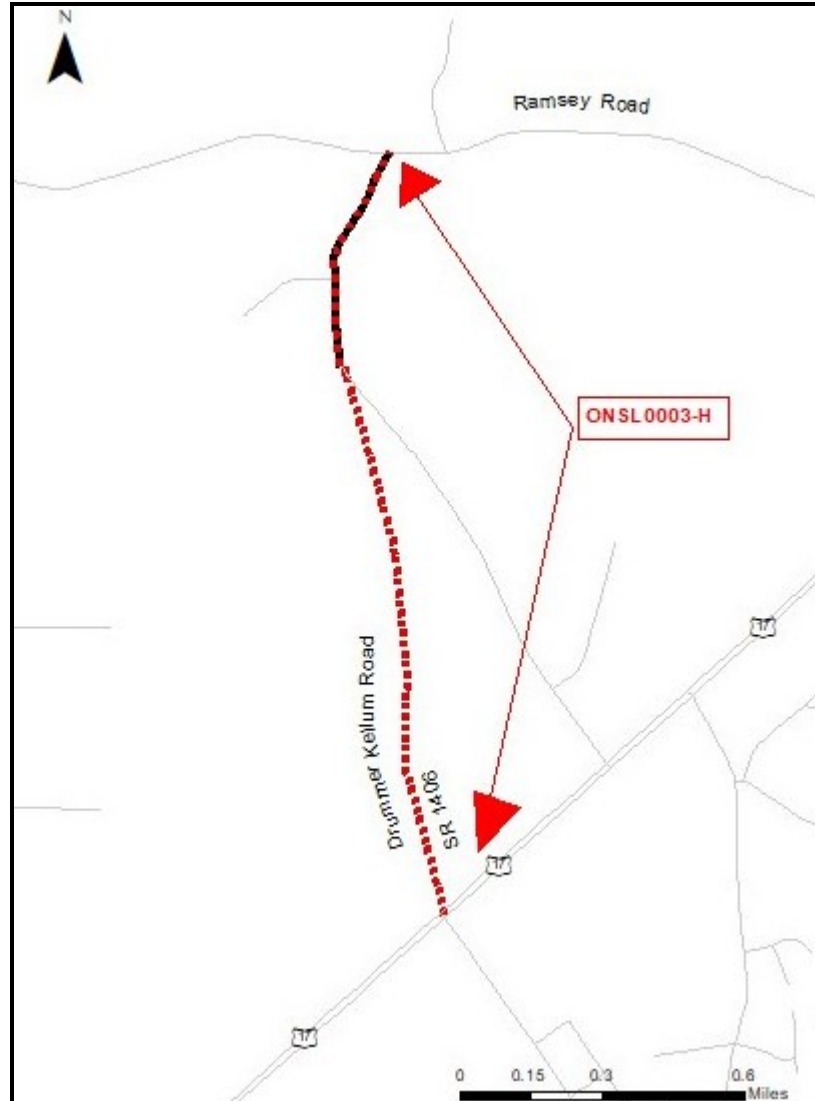 N
Ramsey Road
ONSL0003-H
17
Drummer Kellum Road
SR 1406
17
17
0 0.15 0.3 0.6
Miles